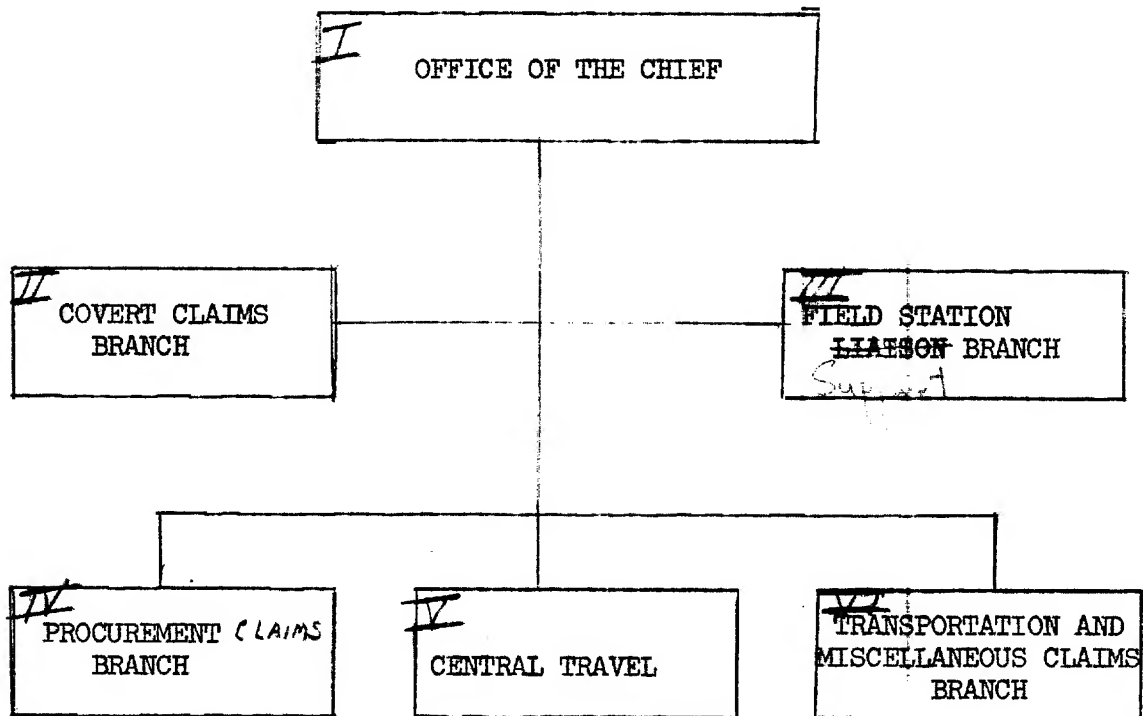 I
OFFICE OF THE CHIEF
II
COVERT CLAIMS
BRANCH
III
FIELD STATION
LIAISON BRANCH
Support
IV
PROCUREMENT CLAIMS
BRANCH
V
CENTRAL TRAVEL
VI
TRANSPORTATION AND
MISCELLANEOUS CLAIMS
BRANCH